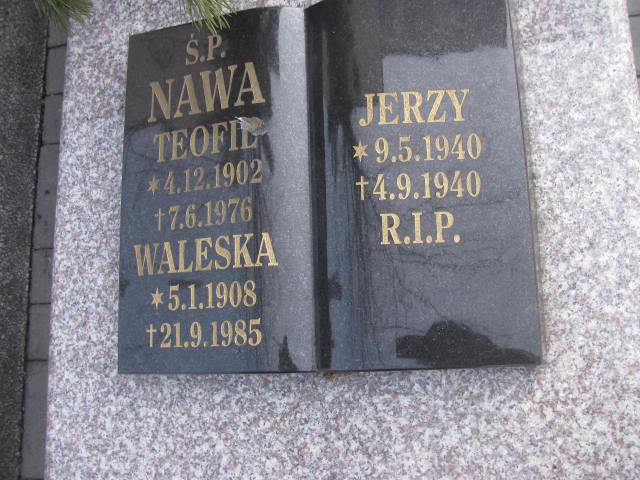 Ś.P.
NAWA
TEOFIL
*4.12.1902
†7.6.1976
WALESKA
*5.1.1908
†21.9.1985
JERZY
*9.5.1940
†4.9.1940
R.I.P.